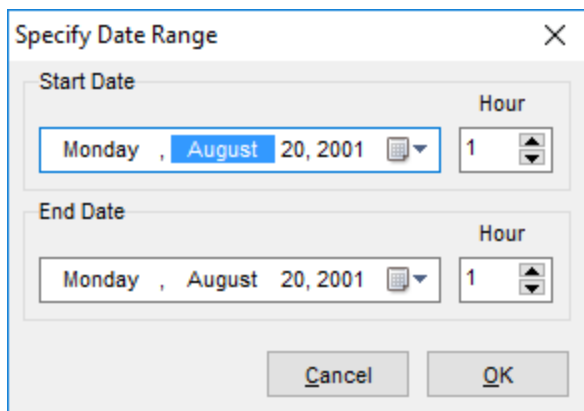 Specify Date Range
Start Date
Hour
Monday , August 20, 2001 1
End Date
Hour
Monday , August 20, 2001 1
Cancel OK